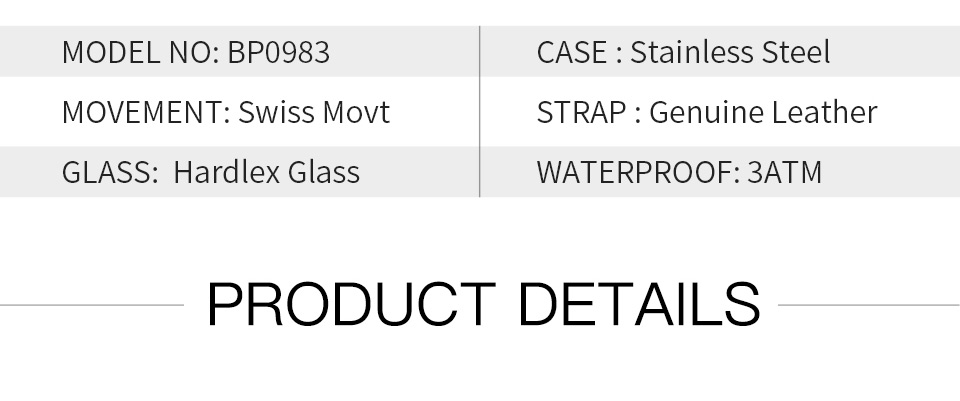 MODEL NO: BP0983
CASE : Stainless Steel
MOVEMENT: Swiss Movt
STRAP : Genuine Leather
GLASS:  Hardlex Glass
WATERPROOF: 3ATM
PRODUCT DETAILS